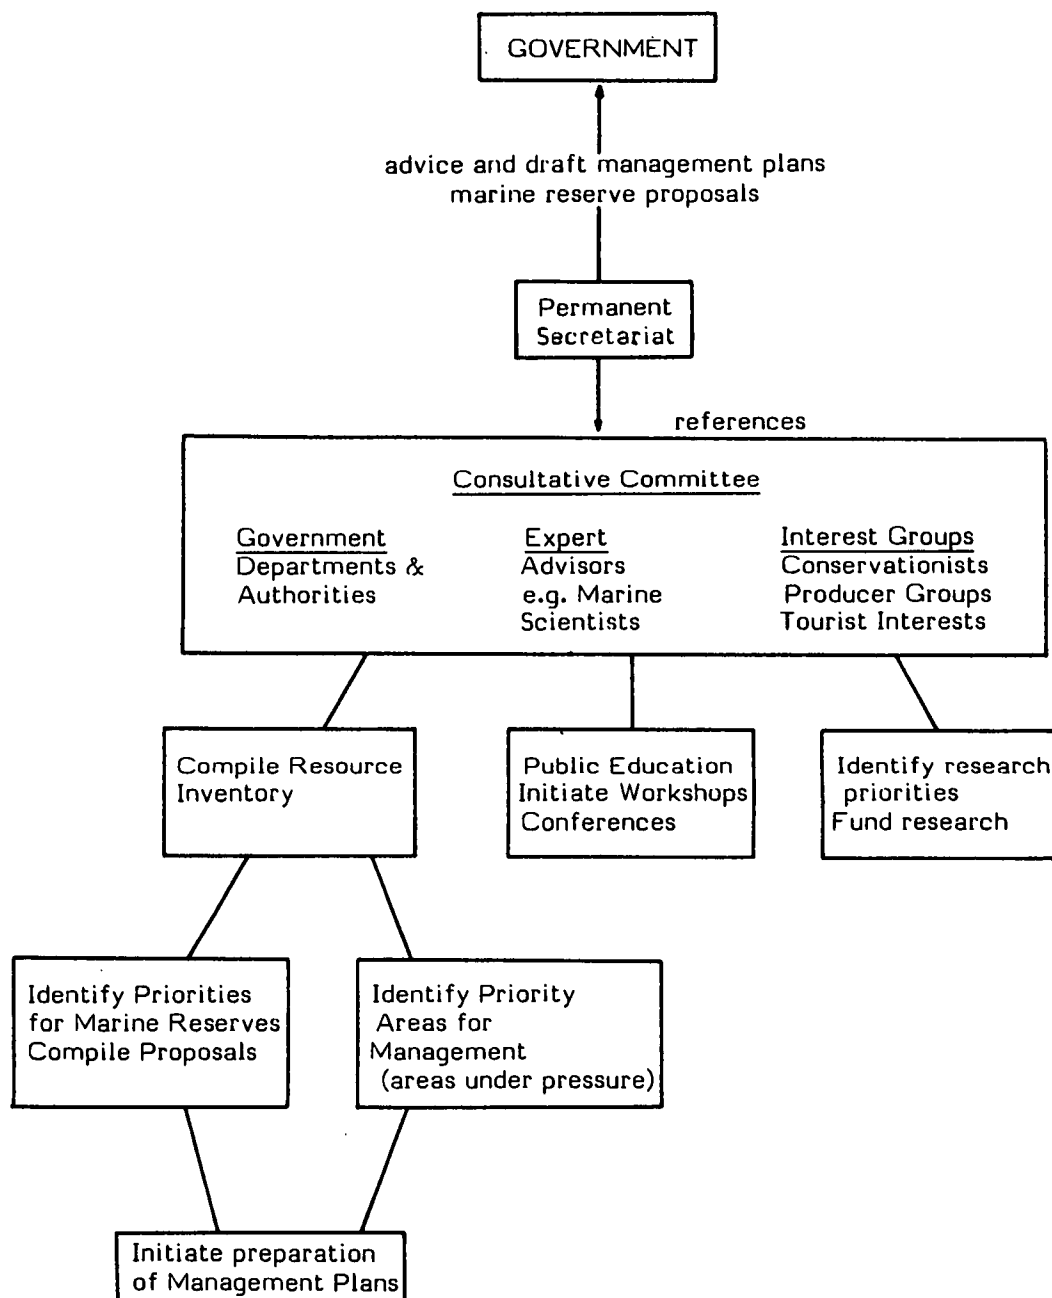 GOVERNMENT
advice and draft management plans
marine reserve proposals
Permanent
Secretariat
references
Consultative Committee
Government
Departments &
Authorities
Expert
Advisors
e.g. Marine
Scientists
Interest Groups
Conservationists
Producer Groups
Tourist Interests
Compile Resource
Inventory
Public Education
Initiate Workshops
Conferences
Identify research
priorities
Fund research
Identify Priorities
for Marine Reserves
Compile Proposals
Identify Priority
Areas for
Management
(areas under pressure)
Initiate preparation
of Management Plans